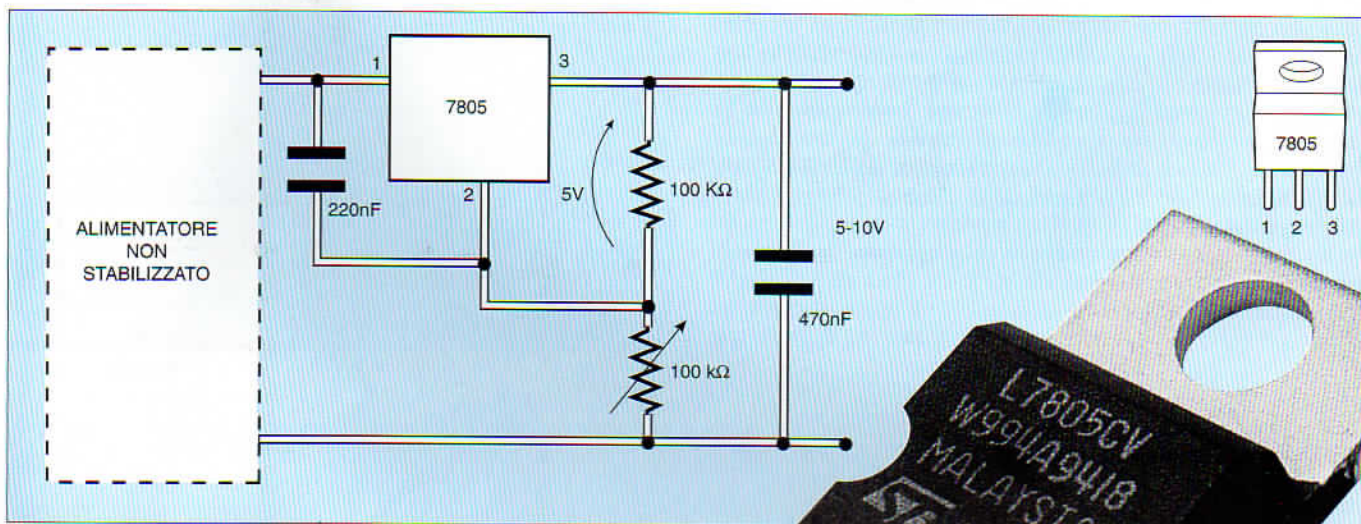 ALIMENTATORE
NON
STABILIZZATO
1
7805
3
2
220nF
5V
100 KΩ
100 kΩ
5-10V
470nF
7805
1 2 3
L7805CV
W994A9418
MALAYSI